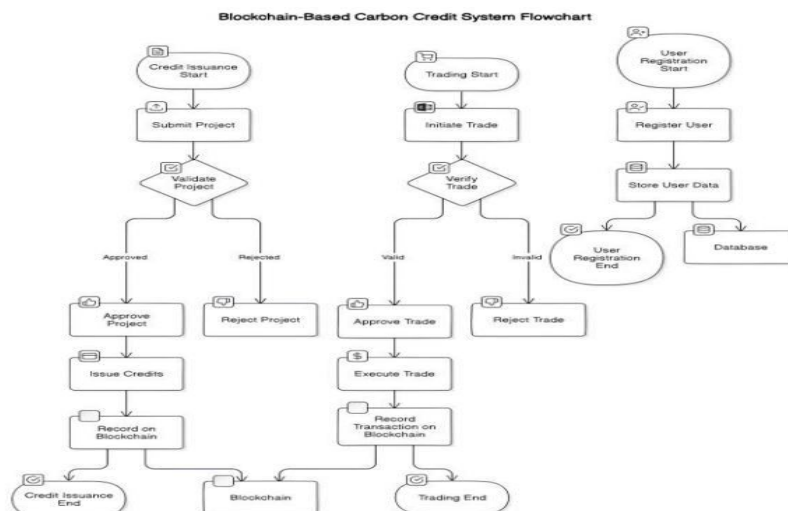 Blockchain-Based Carbon Credit System Flowchart
Credit Issuance
Start
Trading Start
User
Registration
Start
Submit Project
Initiate Trade
Register User
Validate
Project
Verify
Trade
Store User Data
User
Registration
End
Database
Approved
Rejected
Valid
Invalid
Approve
Project
Reject Project
Approve Trade
Reject Trade
Issue Credits
Execute Trade
Record on
Blockchain
Record
Transaction on
Blockchain
Credit Issuance
End
Blockchain
Trading End